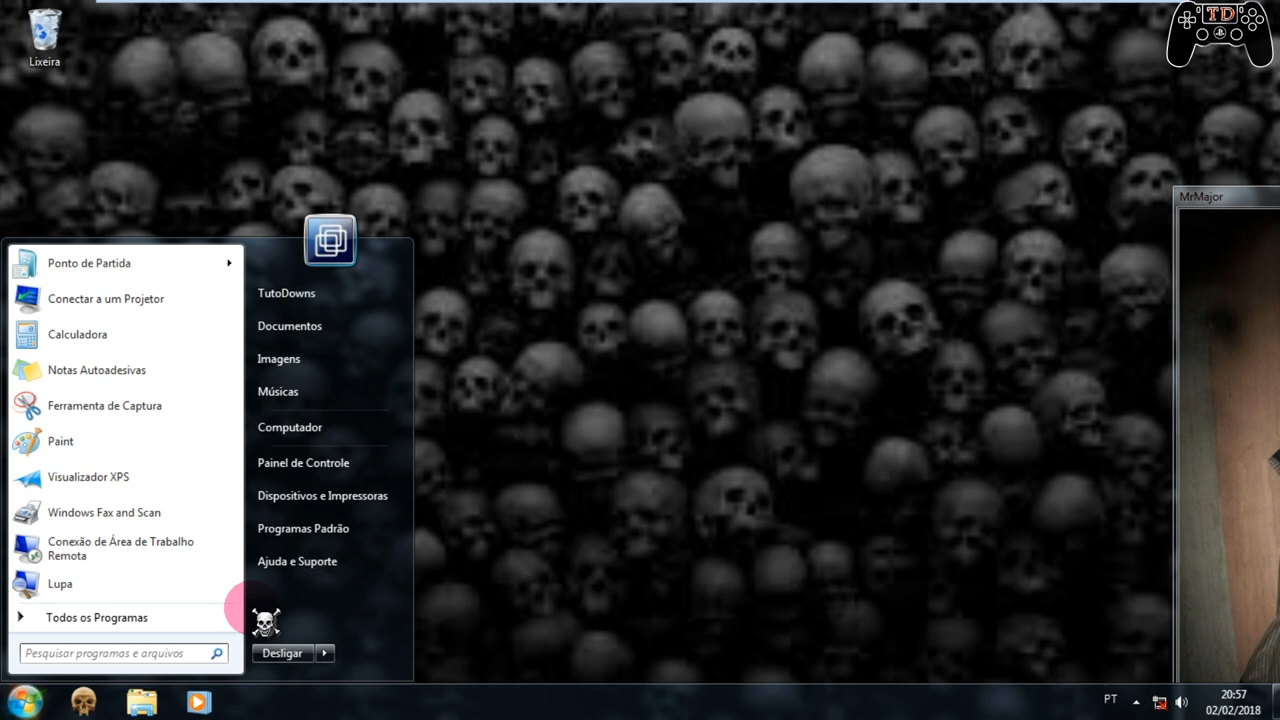 Lixeira
TD
MrMajor
Ponto de Partida
Conectar a um Projetor
Calculadora
Notas Autoadesivas
Ferramenta de Captura
Paint
Visualizador XPS
Windows Fax and Scan
Conexão de Área de Trabalho
Remota
Lupa
Todos os Programas
Pesquisar programas e arquivos
TutoDowns
Documentos
Imagens
Músicas
Computador
Painel de Controle
Dispositivos e Impressoras
Programas Padrão
Ajuda e Suporte
Desligar
PT
20:57
02/02/2018